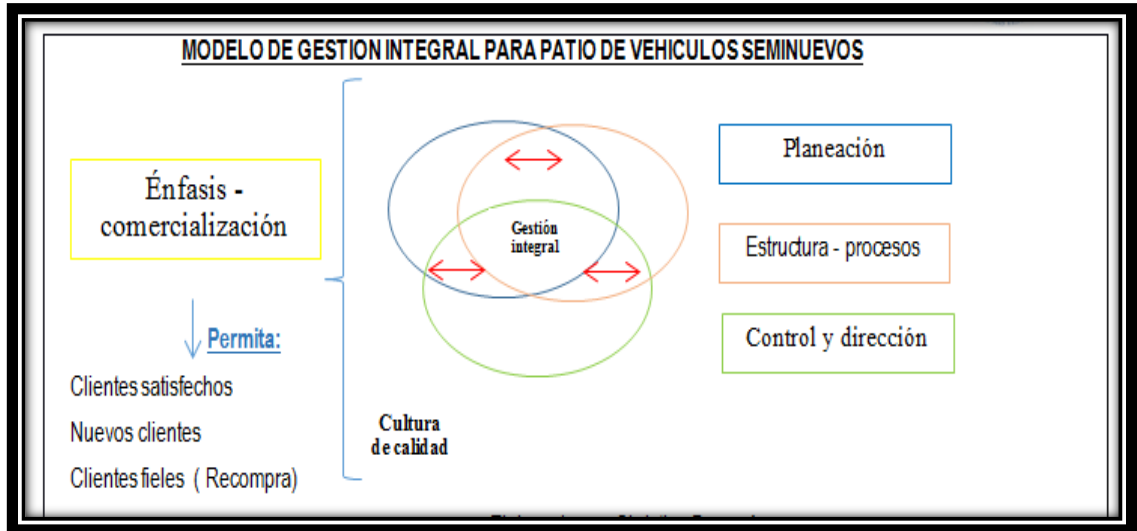 MODELO DE GESTION INTEGRAL PARA PATIO DE VEHICULOS SEMINUEVOS
Énfasis -
comercialización
Permita:
Clientes satisfechos
Nuevos clientes
Clientes fieles ( Recompra)
Gestión
integral
Cultura
de calidad
Planeación
Estructura - procesos
Control y dirección